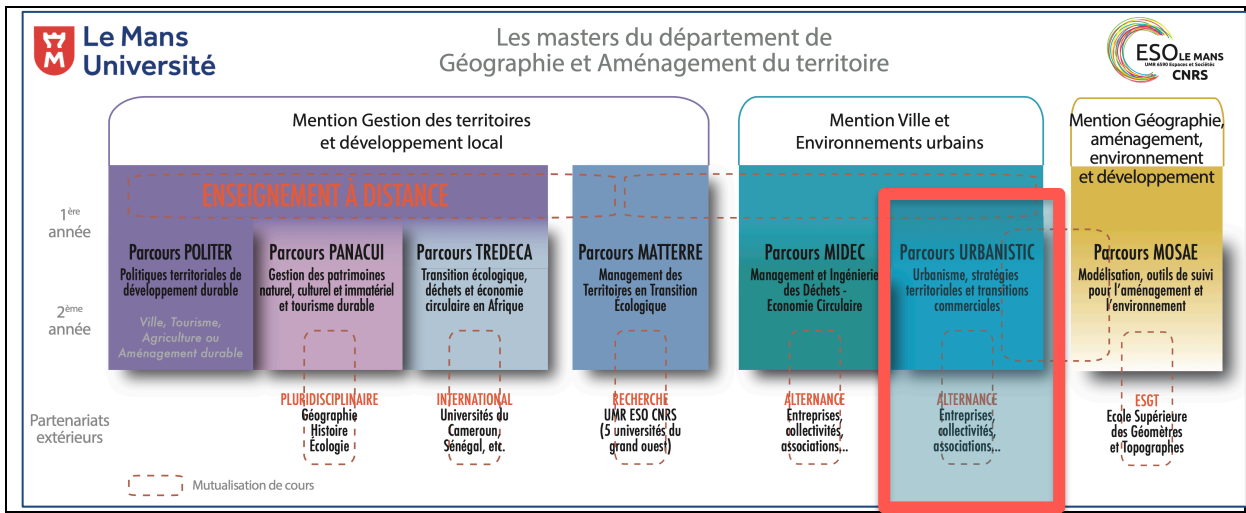 Le Mans
Université
Les masters du département de
Géographie et Aménagement du territoire
ESO LE MANS
UMR 6590 Espaces et Sociétés
CNRS
Mention Gestion des territoires
et développement local
Mention Ville et
Environnements urbains
Mention Géographie,
aménagement,
environnement
et développement
1ère
année
ENSEIGNEMENT À DISTANCE
2ème
année
Parcours POLITER
Politiques territoriales de
développement durable
Ville, Tourisme,
Agriculture ou
Aménagement durable
Parcours PANACUI
Gestion des patrimoines
naturel, culturel et immatériel
et tourisme durable
Parcours TREDECA
Transition écologique,
déchets et économie
circulaire en Afrique
Parcours MATTERRE
Management des
Territoires en Transition
Écologique
Parcours MIDEC
Management et Ingénierie
des Déchets -
Economie Circulaire
Parcours URBANISTIC
Urbanisme, stratégies
territoriales et transitions
commerciales
Parcours MOSAE
Modélisation, outils de suivi
pour l'aménagement et
l'environnement
Partenariats
extérieurs
PLURIDISCIPLINAIRE
Géographie
Histoire
Écologie
INTERNATIONAL
Universités du
Cameroun,
Sénégal, etc.
RECHERCHE
UMR ESO CNRS
(5 universités du
grand ouest)
ALTERNANCE
Entreprises,
collectivités,
associations,..
ALTERNANCE
Entreprises,
collectivités,
associations,..
ESGT
Ecole Supérieure
des Géomètres
et Topographes
Mutualisation de cours